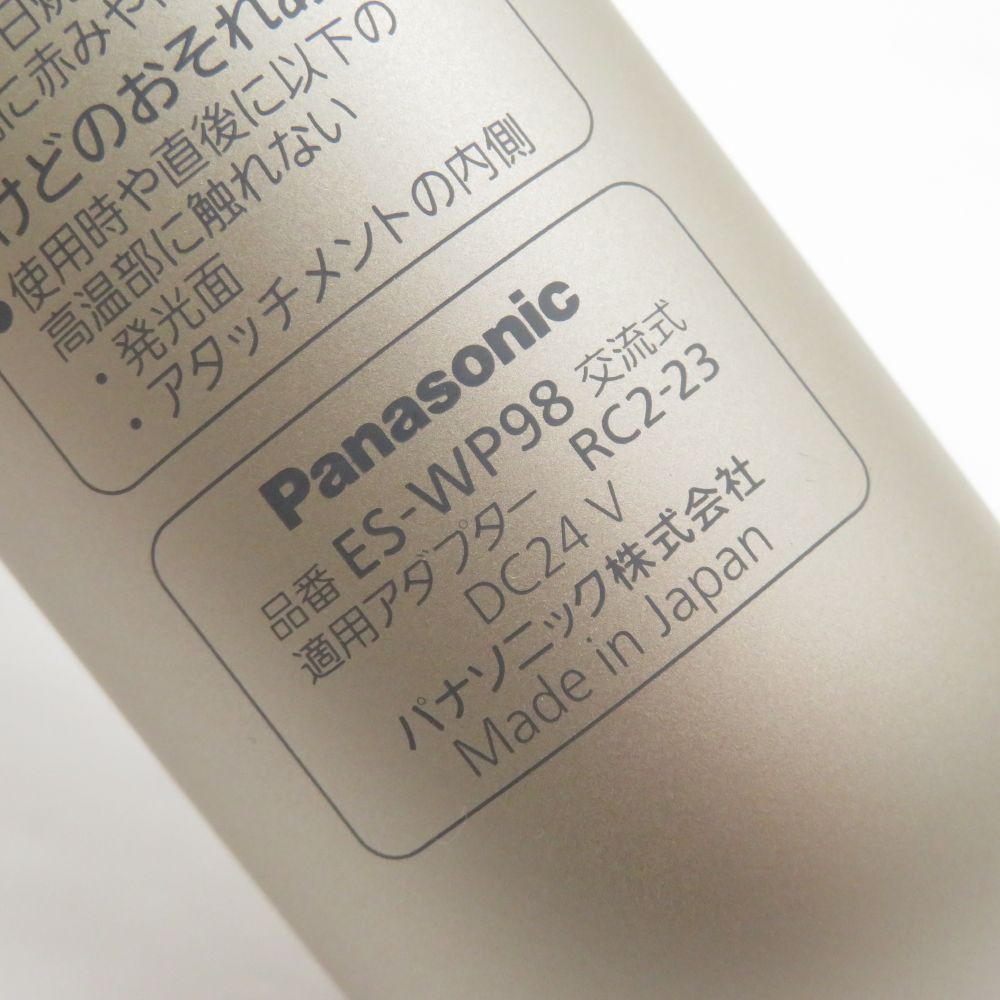 に赤みや
けどのおそれ
●使用時や直後に以下の
高温部に触れない
・発光面
・アタッチメントの内側
Panasonic
品番 ES-WP98 交流式
適用アダプター RC2-23
DC24 V
パナソニック株式会社
Made in Japan